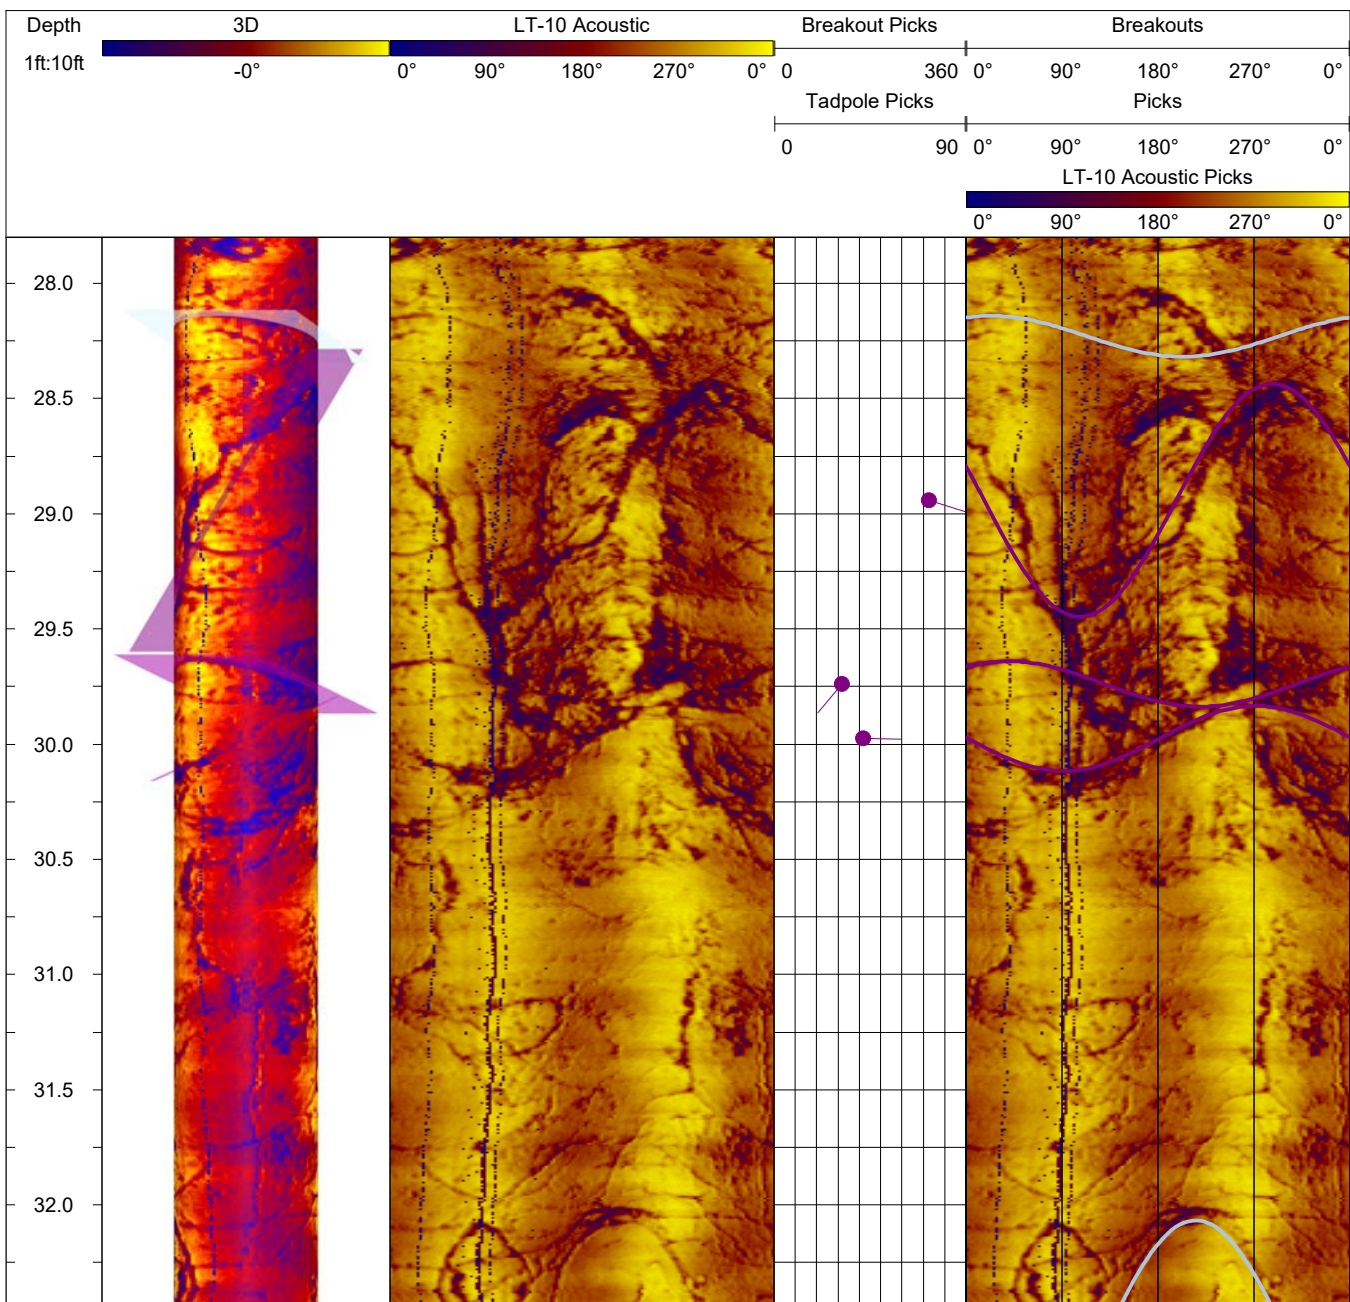 Depth 3D LT-10 Acoustic Breakout Picks Breakouts
1ft:10ft -0° 0° 90° 180° 270° 0° 0 360 0° 90° 180° 270° 0°
Tadpole Picks Picks
0 90 0° 90° 180° 270° 0°
LT-10 Acoustic Picks
0° 90° 180° 270° 0°
28.0
28.5
29.0
29.5
30.0
30.5
31.0
31.5
32.0